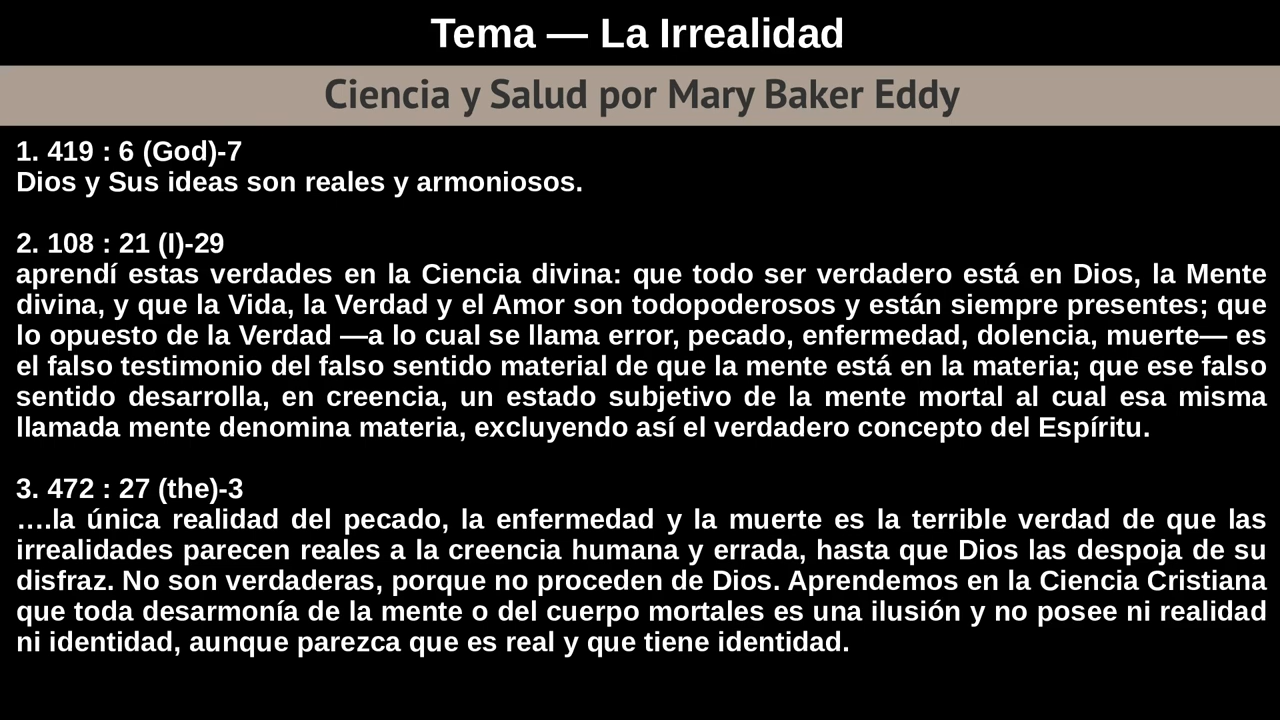 Tema — La Irrealidad
Ciencia y Salud por Mary Baker Eddy
1. 419 : 6 (God)-7
Dios y Sus ideas son reales y armoniosos.
2. 108 : 21 (I)-29
aprendí estas verdades en la Ciencia divina: que todo ser verdadero está en Dios, la Mente
divina, y que la Vida, la Verdad y el Amor son todopoderosos y están siempre presentes; que
lo opuesto de la Verdad —a lo cual se llama error, pecado, enfermedad, dolencia, muerte— es
el falso testimonio del falso sentido material de que la mente está en la materia; que ese falso
sentido desarrolla, en creencia, un estado subjetivo de la mente mortal al cual esa misma
llamada mente denomina materia, excluyendo así el verdadero concepto del Espíritu.
3. 472 : 27 (the)-3
….la única realidad del pecado, la enfermedad y la muerte es la terrible verdad de que las
irrealidades parecen reales a la creencia humana y errada, hasta que Dios las despoja de su
disfraz. No son verdaderas, porque no proceden de Dios. Aprendemos en la Ciencia Cristiana
que toda desarmonía de la mente o del cuerpo mortales es una ilusión y no posee ni realidad
ni identidad, aunque parezca que es real y que tiene identidad.